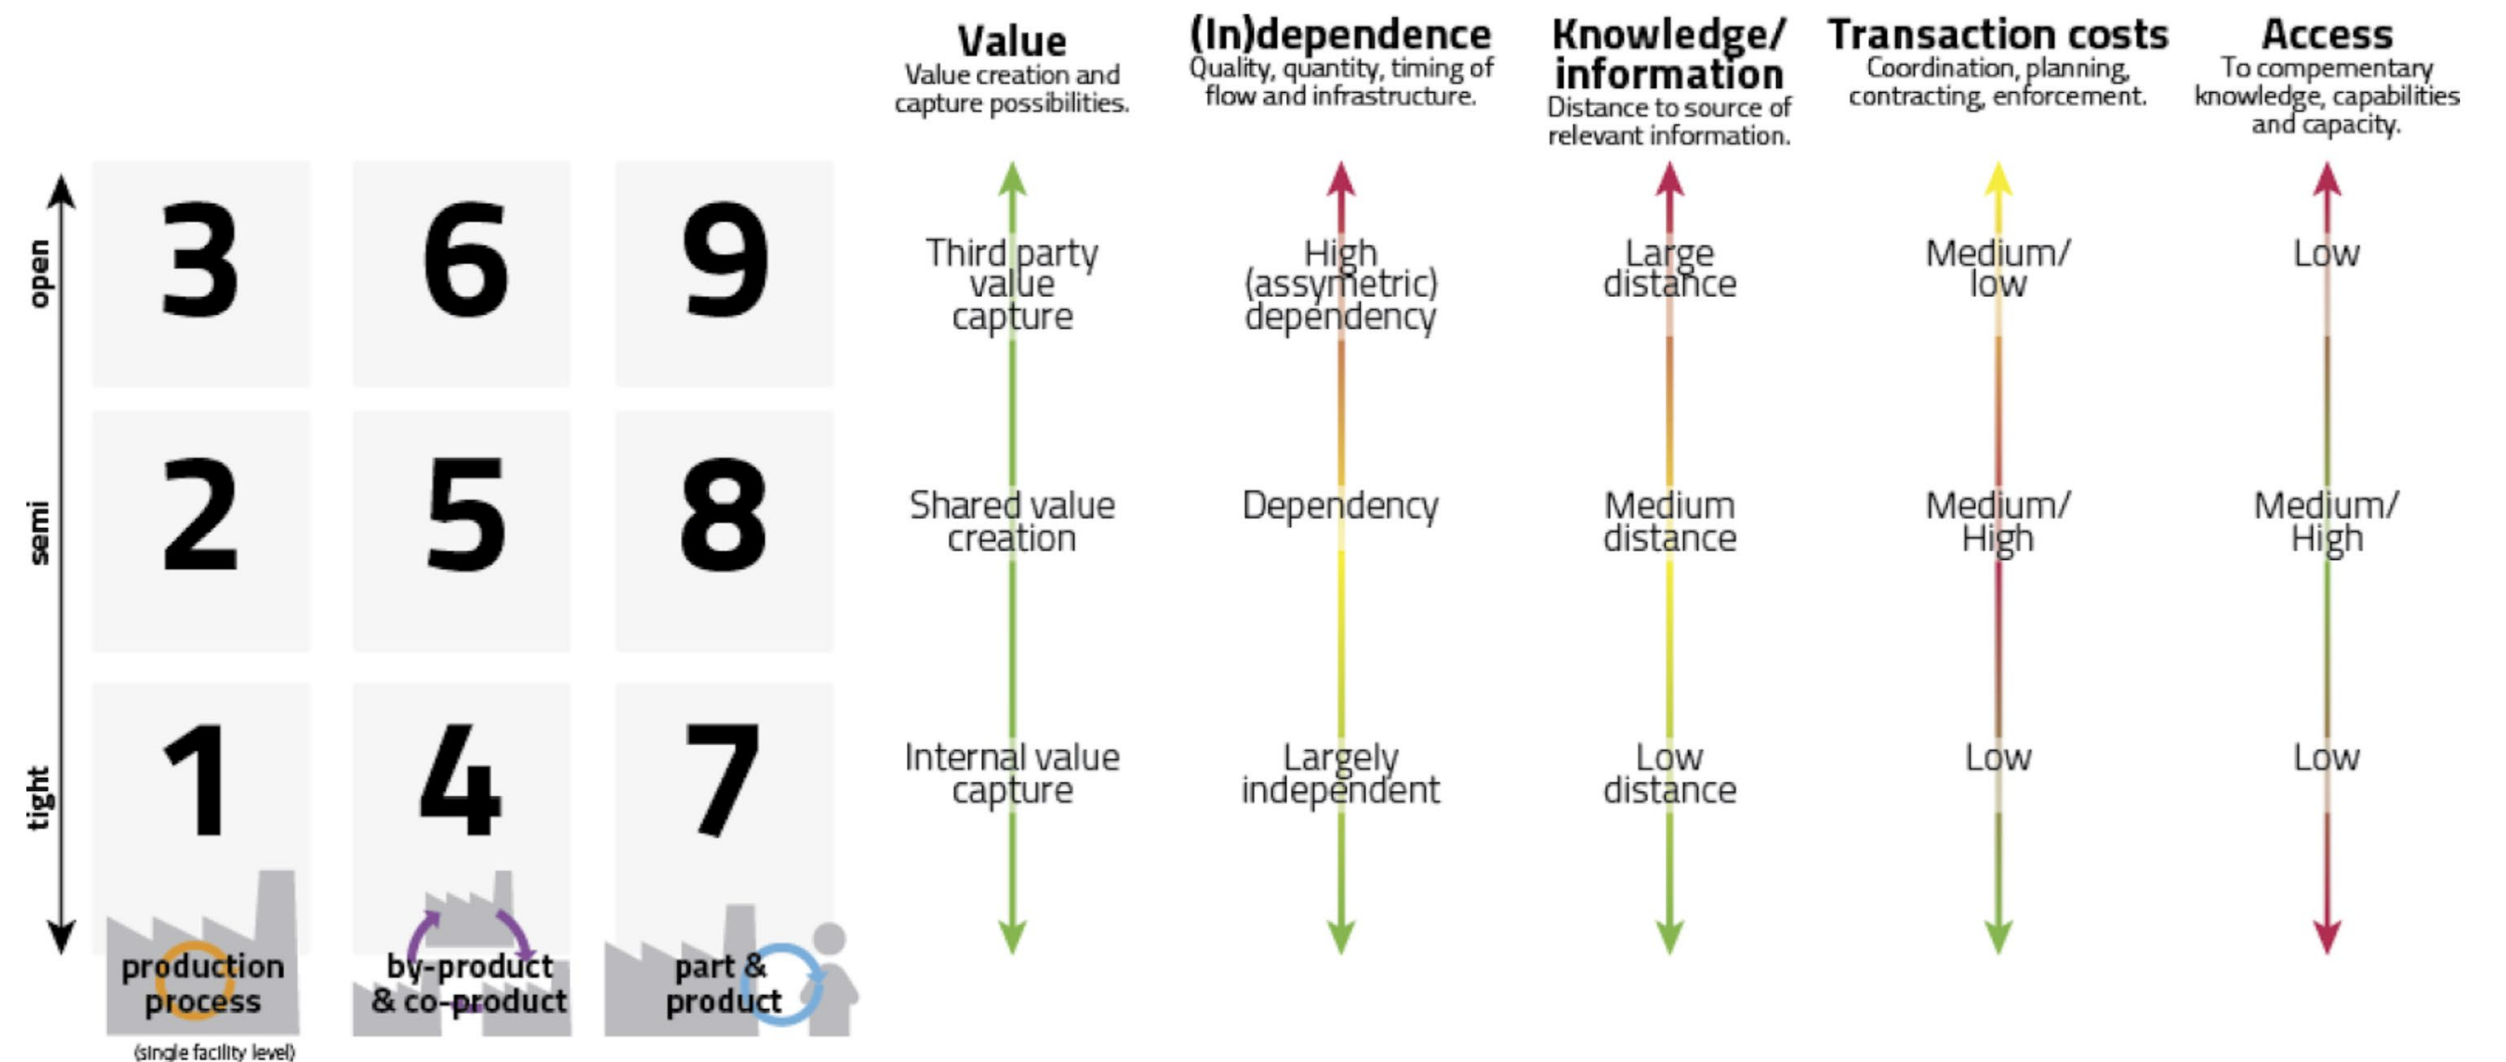 Value
Value creation and
capture possibilities.
(In)dependence
Quality, quantity, timing of
flow and infrastructure.
Knowledge/
information
Distance to source of
relevant information.
Transaction costs
Coordination, planning,
contracting, enforcement.
Access
To compementary
knowledge, capabilities
and capacity.
open
3
6
9
Third party
value
capture
High
(assymetric)
dependency
Large
distance
Medium/
low
Low
semi
2
5
8
Shared value
creation
Dependency
Medium
distance
Medium/
High
Medium/
High
tight
1
4
7
Internal value
capture
Largely
independent
Low
distance
Low
Low
production
process
(single facility level)
by-product
& co-product
part &
product